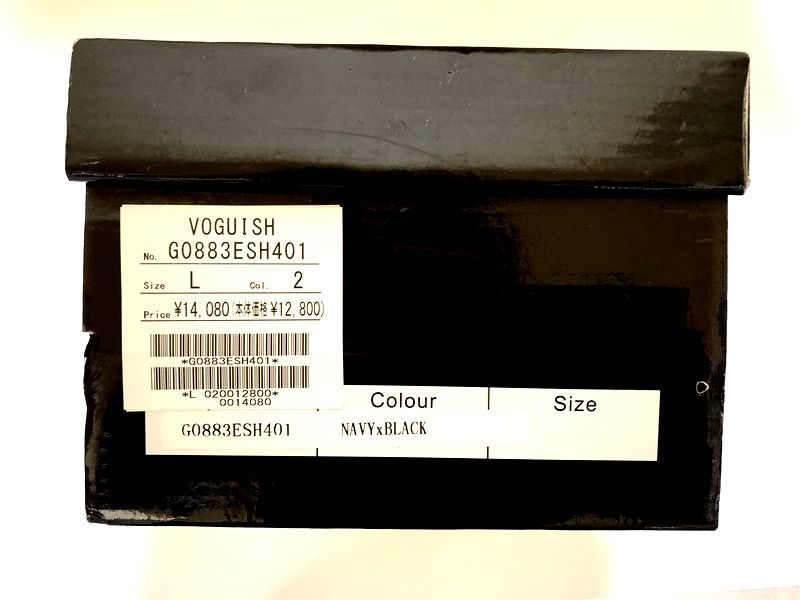 VOGUISH
No. G0883ESH401
Size L Col. 2
Price ¥14,080(本体価格¥12,800)
*G0883ESH401*
*L 020012800*
0014080
Colour Size
G0883ESH401 NAVYxBLACK